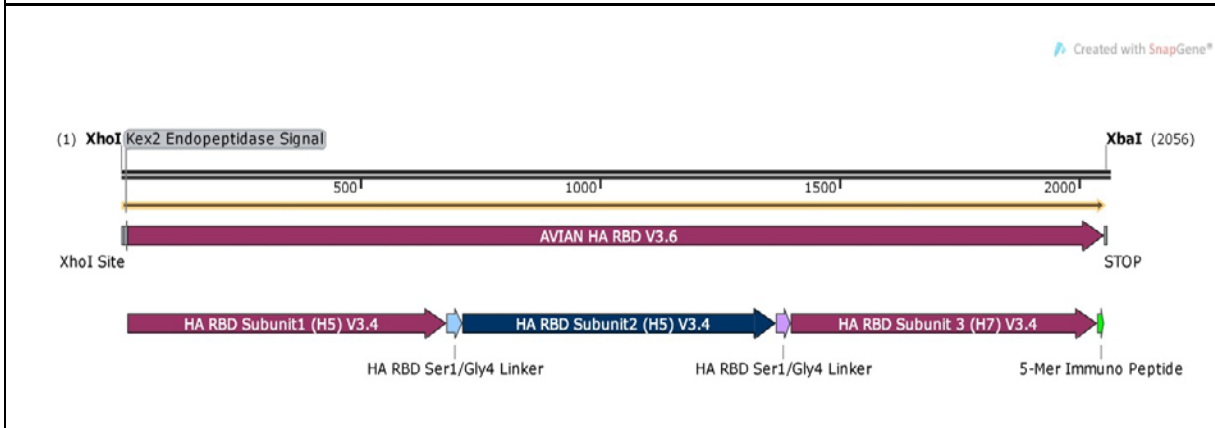 Created with SnapGene®
(1) XhoI Kex2 Endopeptidase Signal XbaI (2056)
500 1000 1500 2000
AVIAN HA RBD V3.6
XhoI Site STOP
HA RBD Subunit1 (H5) V3.4 HA RBD Subunit2 (H5) V3.4 HA RBD Subunit 3 (H7) V3.4
HA RBD Ser1/Gly4 Linker HA RBD Ser1/Gly4 Linker 5-Mer Immuno Peptide